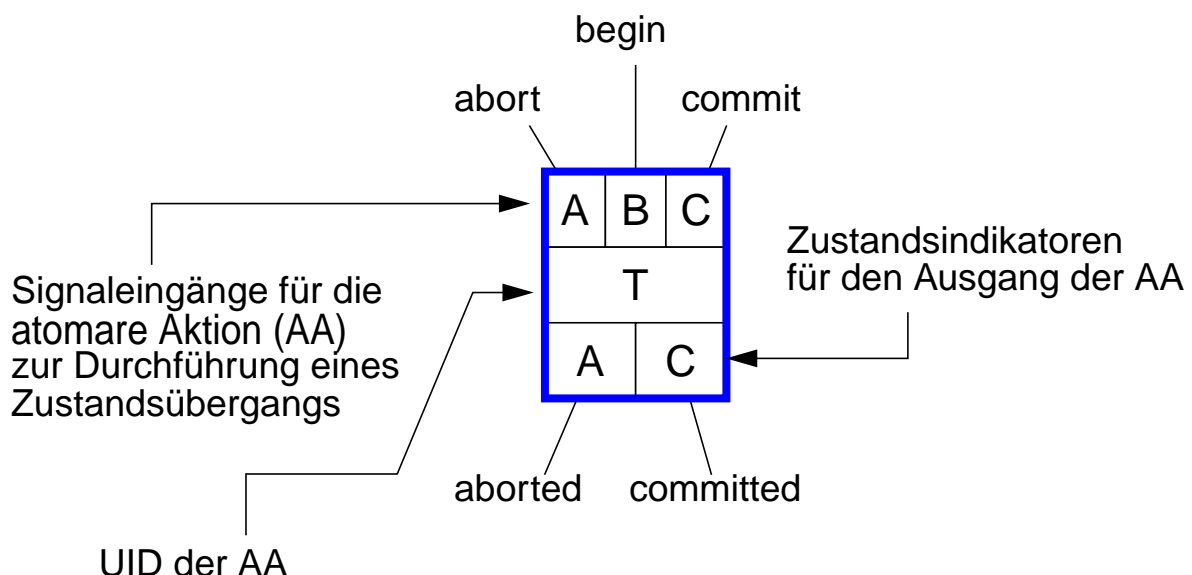 begin
abort
commit
A B C
Zustandsindikatoren
für den Ausgang der AA
T
Signaleingänge für die
atomare Aktion (AA)
zur Durchführung eines
Zustandsübergangs
A C
aborted
committed
UID der AA